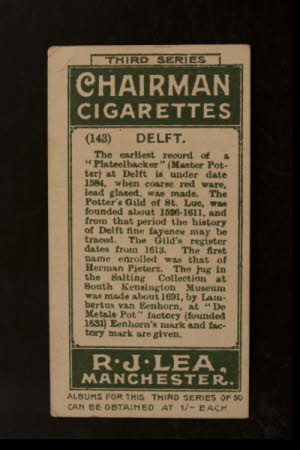 THIRD SERIES
CHAIRMAN
CIGARETTES
(143) DELFT.
The earliest record of a
"Plateelbacker" (Master Pot-
ter) at Delft is under date
1584, when coarse red ware,
lead glazed, was made. The
Potter's Gild of St. Luc, was
founded about 1596-1611, and
from that period the history
of Delft fine fayence may be
traced. The Gild's register
dates from 1613. The first
name enrolled was that of
Herman Pieterz. The jug in
the Salting Collection at
South Kensington Museum
was made about 1691, by Lam-
bertus van Eenhorn, at "De
Metale Pot" factory (founded
1631) Eenhorn's mark and fac-
tory mark are given.
R·J·LEA.
MANCHESTER.
ALBUMS FOR THIS THIRD SERIES OF 50
CAN BE OBTAINED AT 1/- EACH